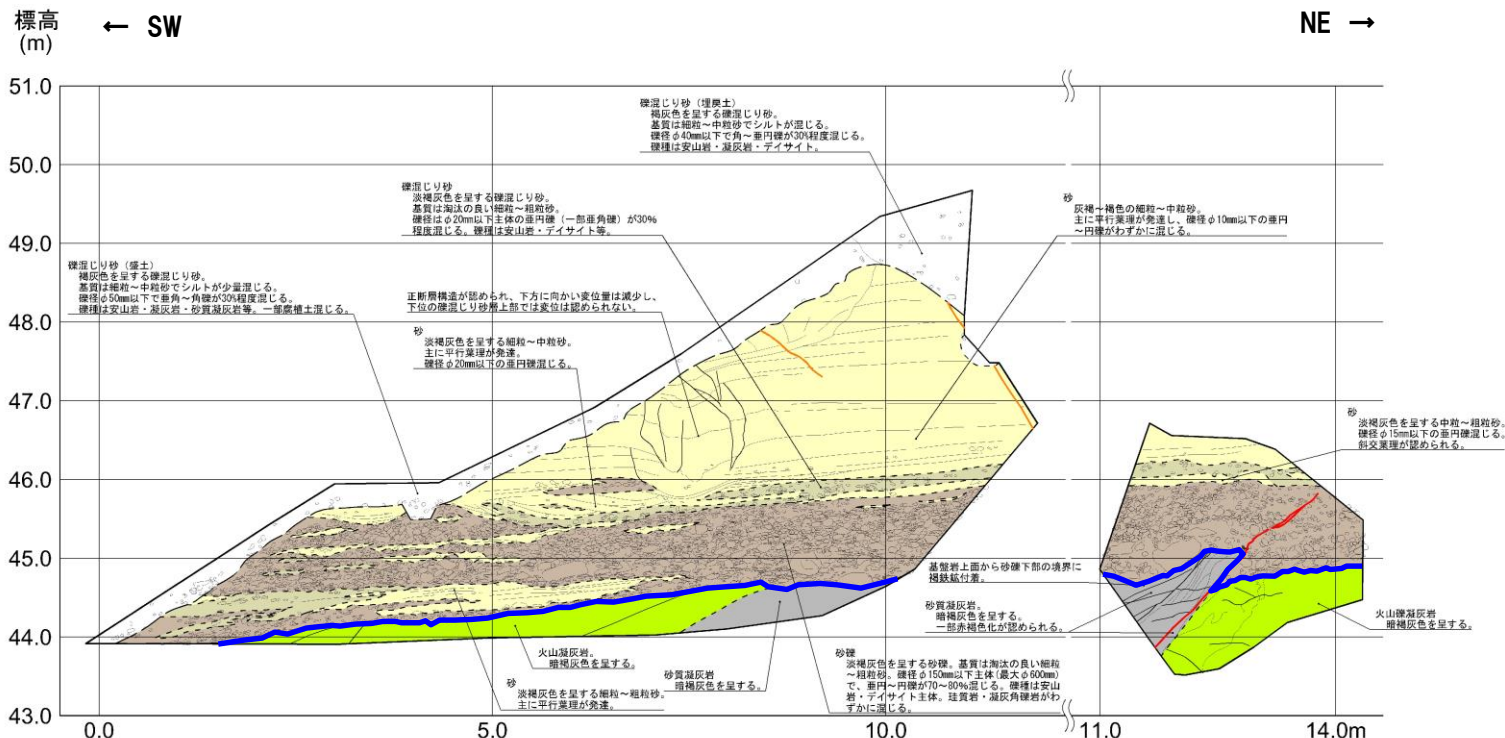 標高
(m)
← SW
NE →
51.0
50.0
49.0
48.0
47.0
46.0
45.0
44.0
43.0
礫混じり砂（埋戻土）
褐灰色を呈する礫混じり砂。
基質は細粒～中粒砂でシルトが混じる。
礫径φ40mm以下で角～亜円礫が30%程度混じる。
礫種は安山岩・凝灰岩・デイサイト。
礫混じり砂
淡褐灰色を呈する礫混じり砂。
基質は淘汰の良い細粒～粗粒砂。
礫径はφ20mm以下主体の亜円礫（一部亜角礫）が30%
程度混じる。礫種は安山岩・デイサイト等。
砂
灰褐～褐色の細粒～中粒砂。
主に平行葉理が発達し、礫径φ10mm以下の亜円
～円礫がわずかに混じる。
礫混じり砂（盛土）
褐灰色を呈する礫混じり砂。
基質は細粒～中粒砂でシルトが少量混じる。
礫径φ50mm以下で亜角～角礫が30%程度混じる。
礫種は安山岩・凝灰岩・砂質凝灰岩等。一部腐植土混じる。
正断層構造が認められ、下方に向かい変位量は減少し、
下位の礫混じり砂層上部では変位は認められない。
砂
淡褐灰色を呈する細粒～中粒砂。
主に平行葉理が発達。
礫径φ20mm以下の亜円礫混じる。
砂
淡褐灰色を呈する中粒～粗粒砂。
礫径φ15mm以下の亜円礫混じる。
斜交葉理が認められる。
基盤岩上面から砂礫下部の境界に
褐鉄鉱付着。
砂質凝灰岩。
暗褐灰色を呈する。
一部赤褐色化が認められる。
火山礫凝灰岩
暗褐灰色を呈する。
火山凝灰岩。
暗褐灰色を呈する。
砂質凝灰岩
暗褐灰色を呈する。
砂
淡褐灰色を呈する細粒～粗粒砂。
主に平行葉理が発達。
砂礫
淡褐灰色を呈する砂礫。基質は淘汰の良い細粒
～粗粒砂。礫径φ150mm以下主体(最大φ600mm)
で、亜円～円礫が70～80%混じる。礫種は安山
岩・デイサイト主体。珪質岩・凝灰角礫岩がわ
ずかに混じる。
0.0
5.0
10.0
11.0
14.0m